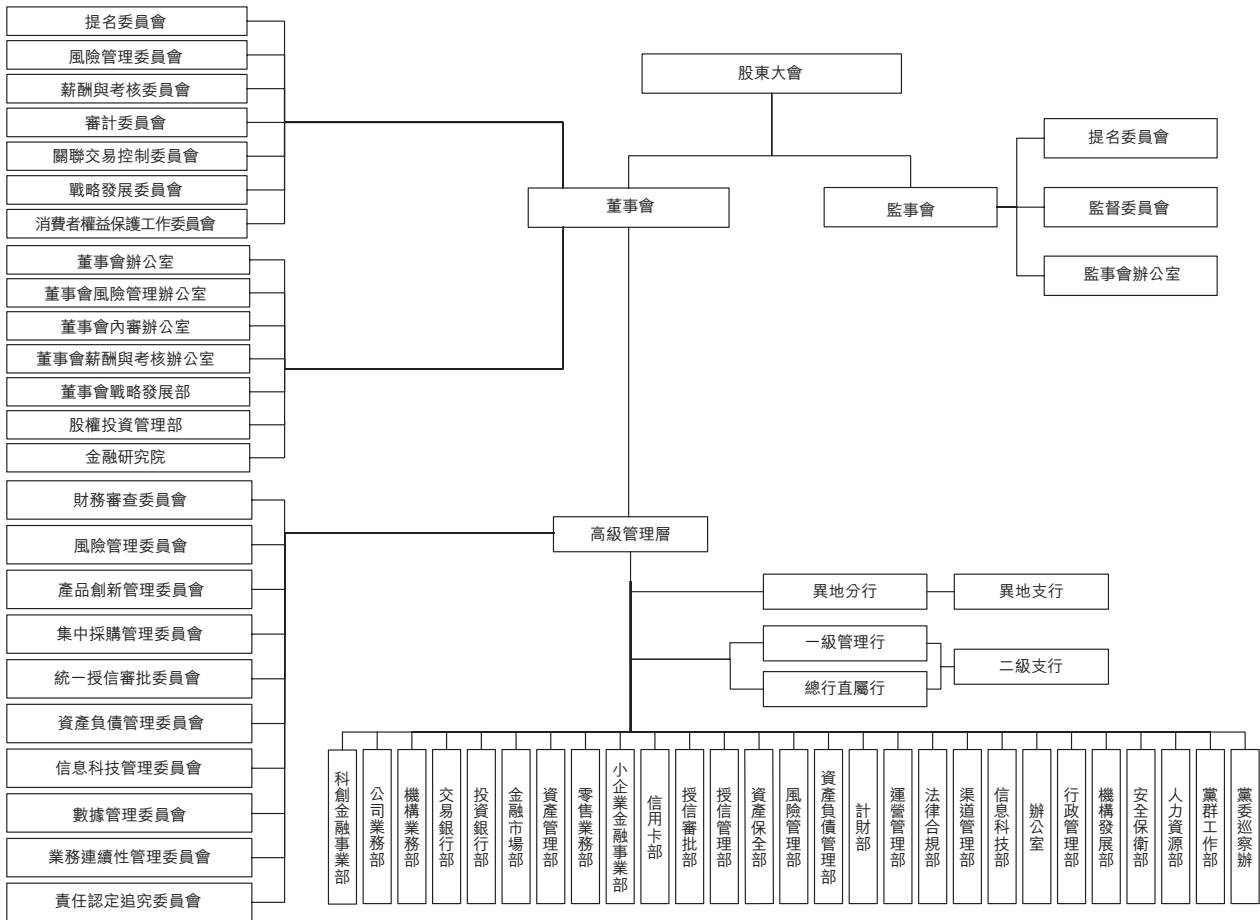 股東大會
董事會
監事會
提名委員會
監督委員會
監事會辦公室
提名委員會
風險管理委員會
薪酬與考核委員會
審計委員會
關聯交易控制委員會
戰略發展委員會
消費者權益保護工作委員會
董事會辦公室
董事會風險管理辦公室
董事會內審辦公室
董事會薪酬與考核辦公室
董事會戰略發展部
股權投資管理部
金融研究院
高級管理層
財務審查委員會
風險管理委員會
產品創新管理委員會
集中採購管理委員會
統一授信審批委員會
資產負債管理委員會
信息科技管理委員會
數據管理委員會
業務連續性管理委員會
責任認定追究委員會
異地分行
異地支行
一級管理行
總行直屬行
二級支行
科創金融事業部
公司業務部
機構業務部
交易銀行部
投資銀行部
金融市場部
資產管理部
零售業務部
小企業金融事業部
信用卡部
授信審批部
授信管理部
資產保全部
風險管理部
資產負債管理部
計財部
運營管理部
法律合規部
渠道管理部
信息科技部
辦公室
行政管理部
機構發展部
安全保衛部
人力資源部
黨群工作部
黨委巡察辦